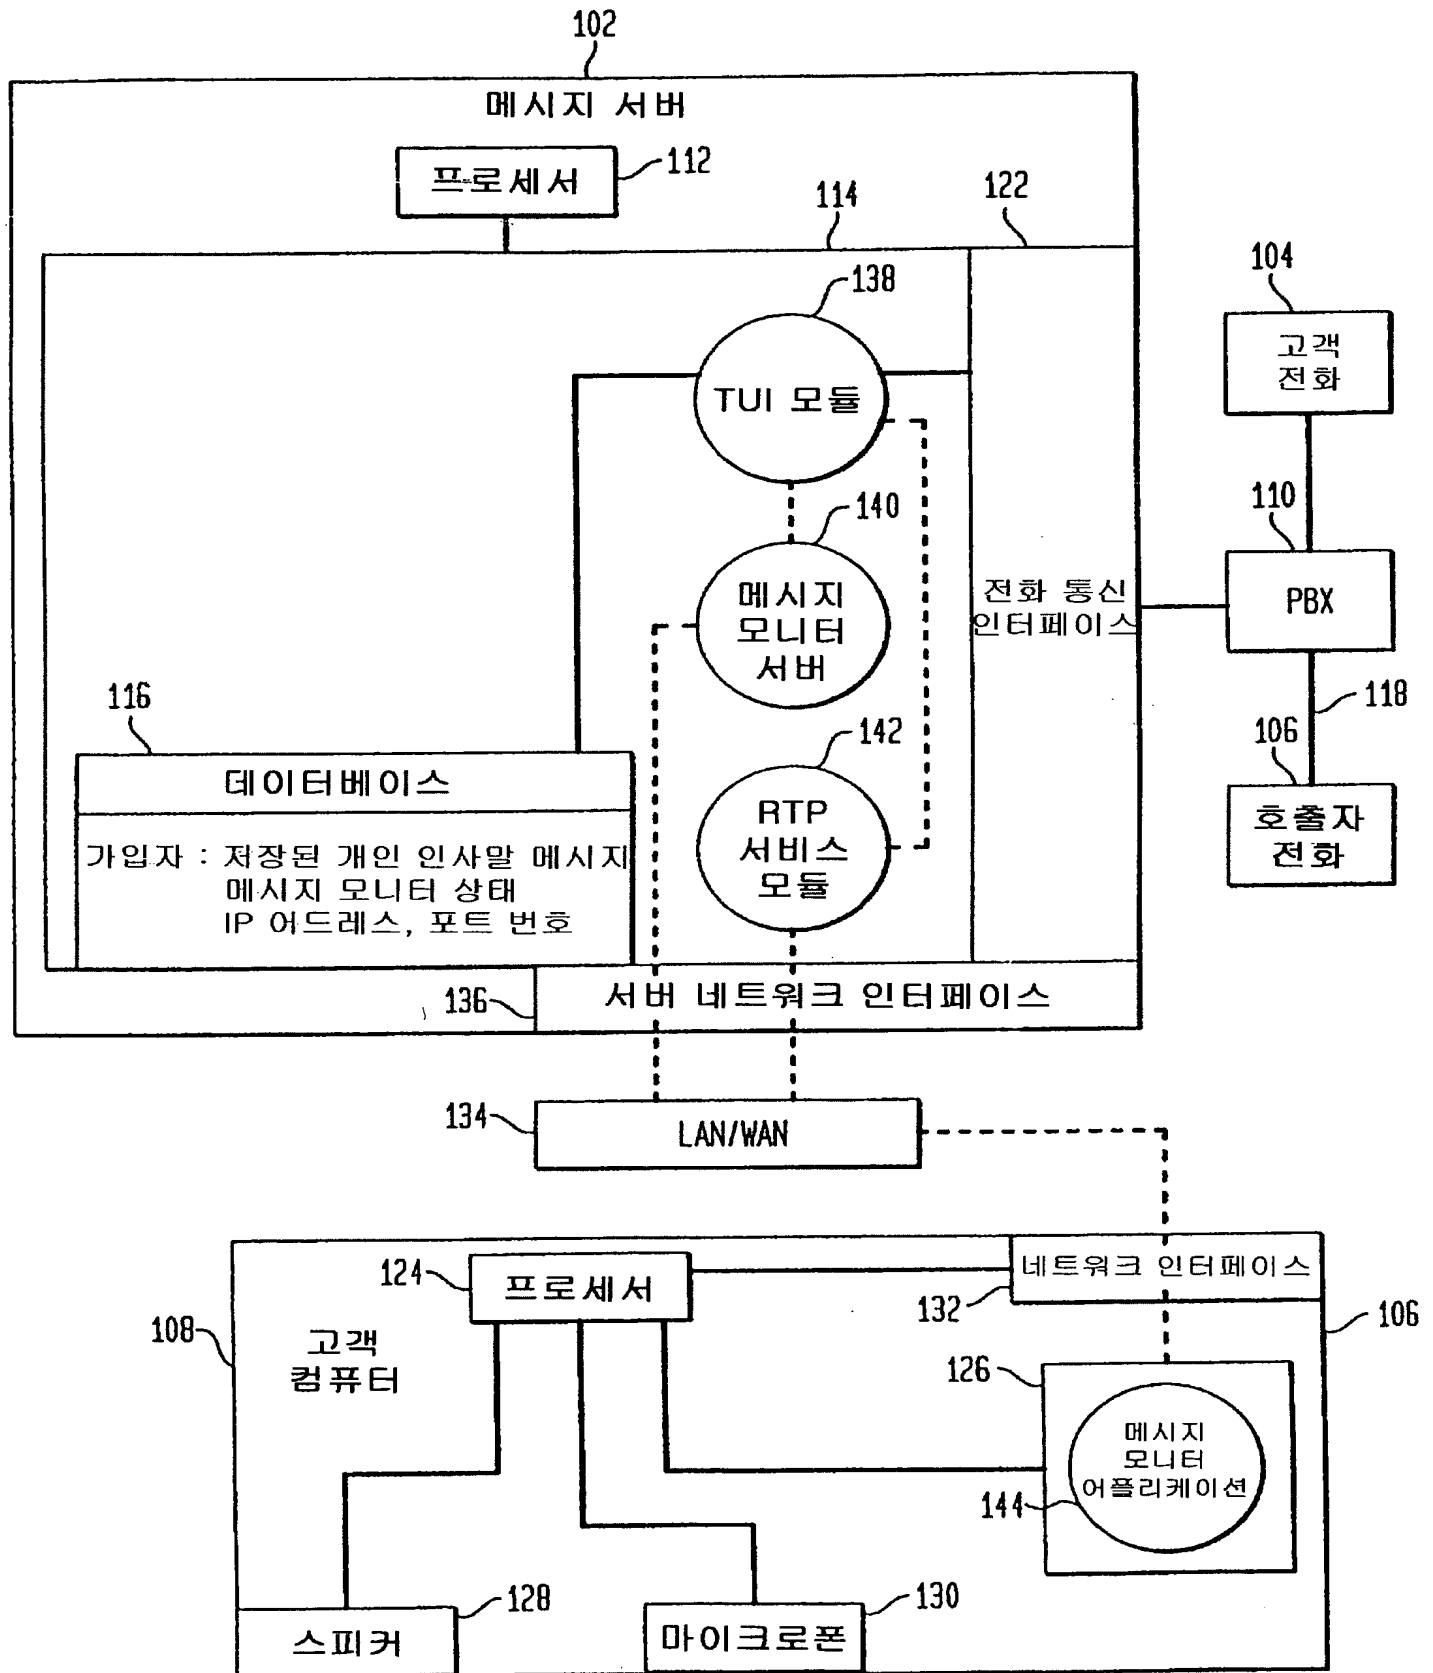 102
메시지 서버
프로세서
112
114
122
138
104
고객
전화
TUI 모듈
140
110
메시지
모니터
서버
전화 통신
인터페이스
PBX
116
118
142
106
데이터베이스
RTP
서비스
모듈
호출자
전화
가입자 : 저장된 개인 인사말 메시지
메시지 모니터 상태
IP 어드레스, 포트 번호
136
서버 네트워크 인터페이스
134
LAN/WAN
124
프로세서
네트워크 인터페이스
132
108
106
고객
컴퓨터
126
메시지
모니터
어플리케이션
144
128
130
스피커
마이크로폰